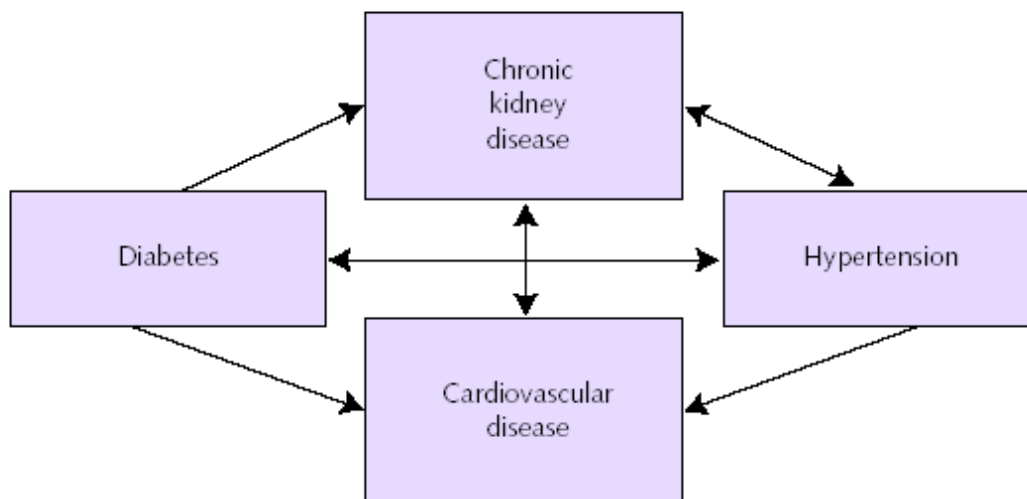 Chronic
kidney
disease
Diabetes
Hypertension
Cardiovascular
disease